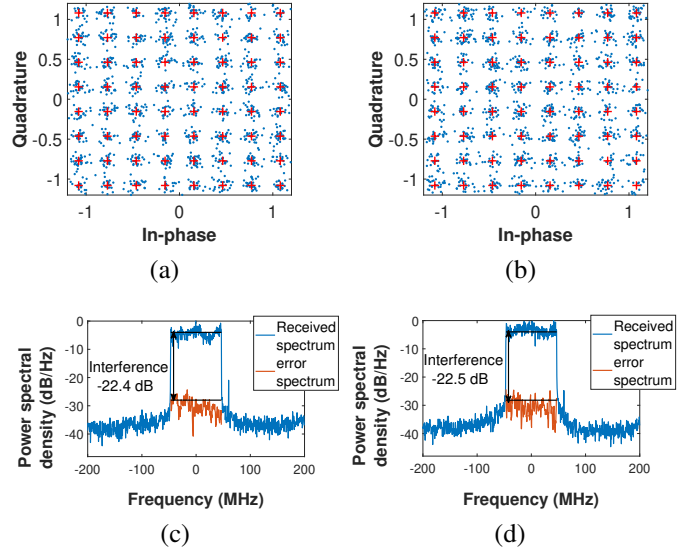 Quadrature
1
0.5
0
-0.5
-1
-1
0
1
In-phase
(a)
Quadrature
1
0.5
0
-0.5
-1
-1
0
1
In-phase
(b)
Power spectral
density (dB/Hz)
0
-10
-20
-30
-40
-200
-100
0
100
200
Interference
-22.4 dB
Received
spectrum
error
spectrum
Frequency (MHz)
(c)
Power spectral
density (dB/Hz)
0
-10
-20
-30
-40
-200
-100
0
100
200
Interference
-22.5 dB
Received
spectrum
error
spectrum
Frequency (MHz)
(d)